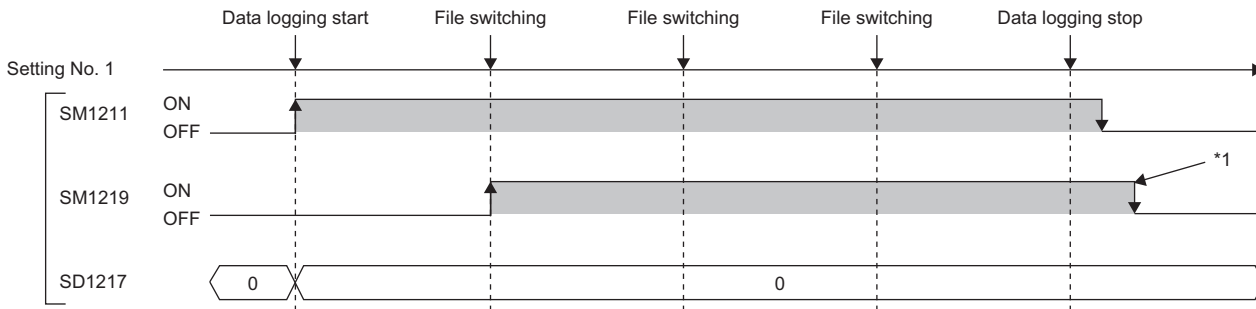 Data logging start File switching File switching File switching Data logging stop
Setting No. 1
SM1211 ON
OFF
*1
SM1219 ON
OFF
SD1217 0 0